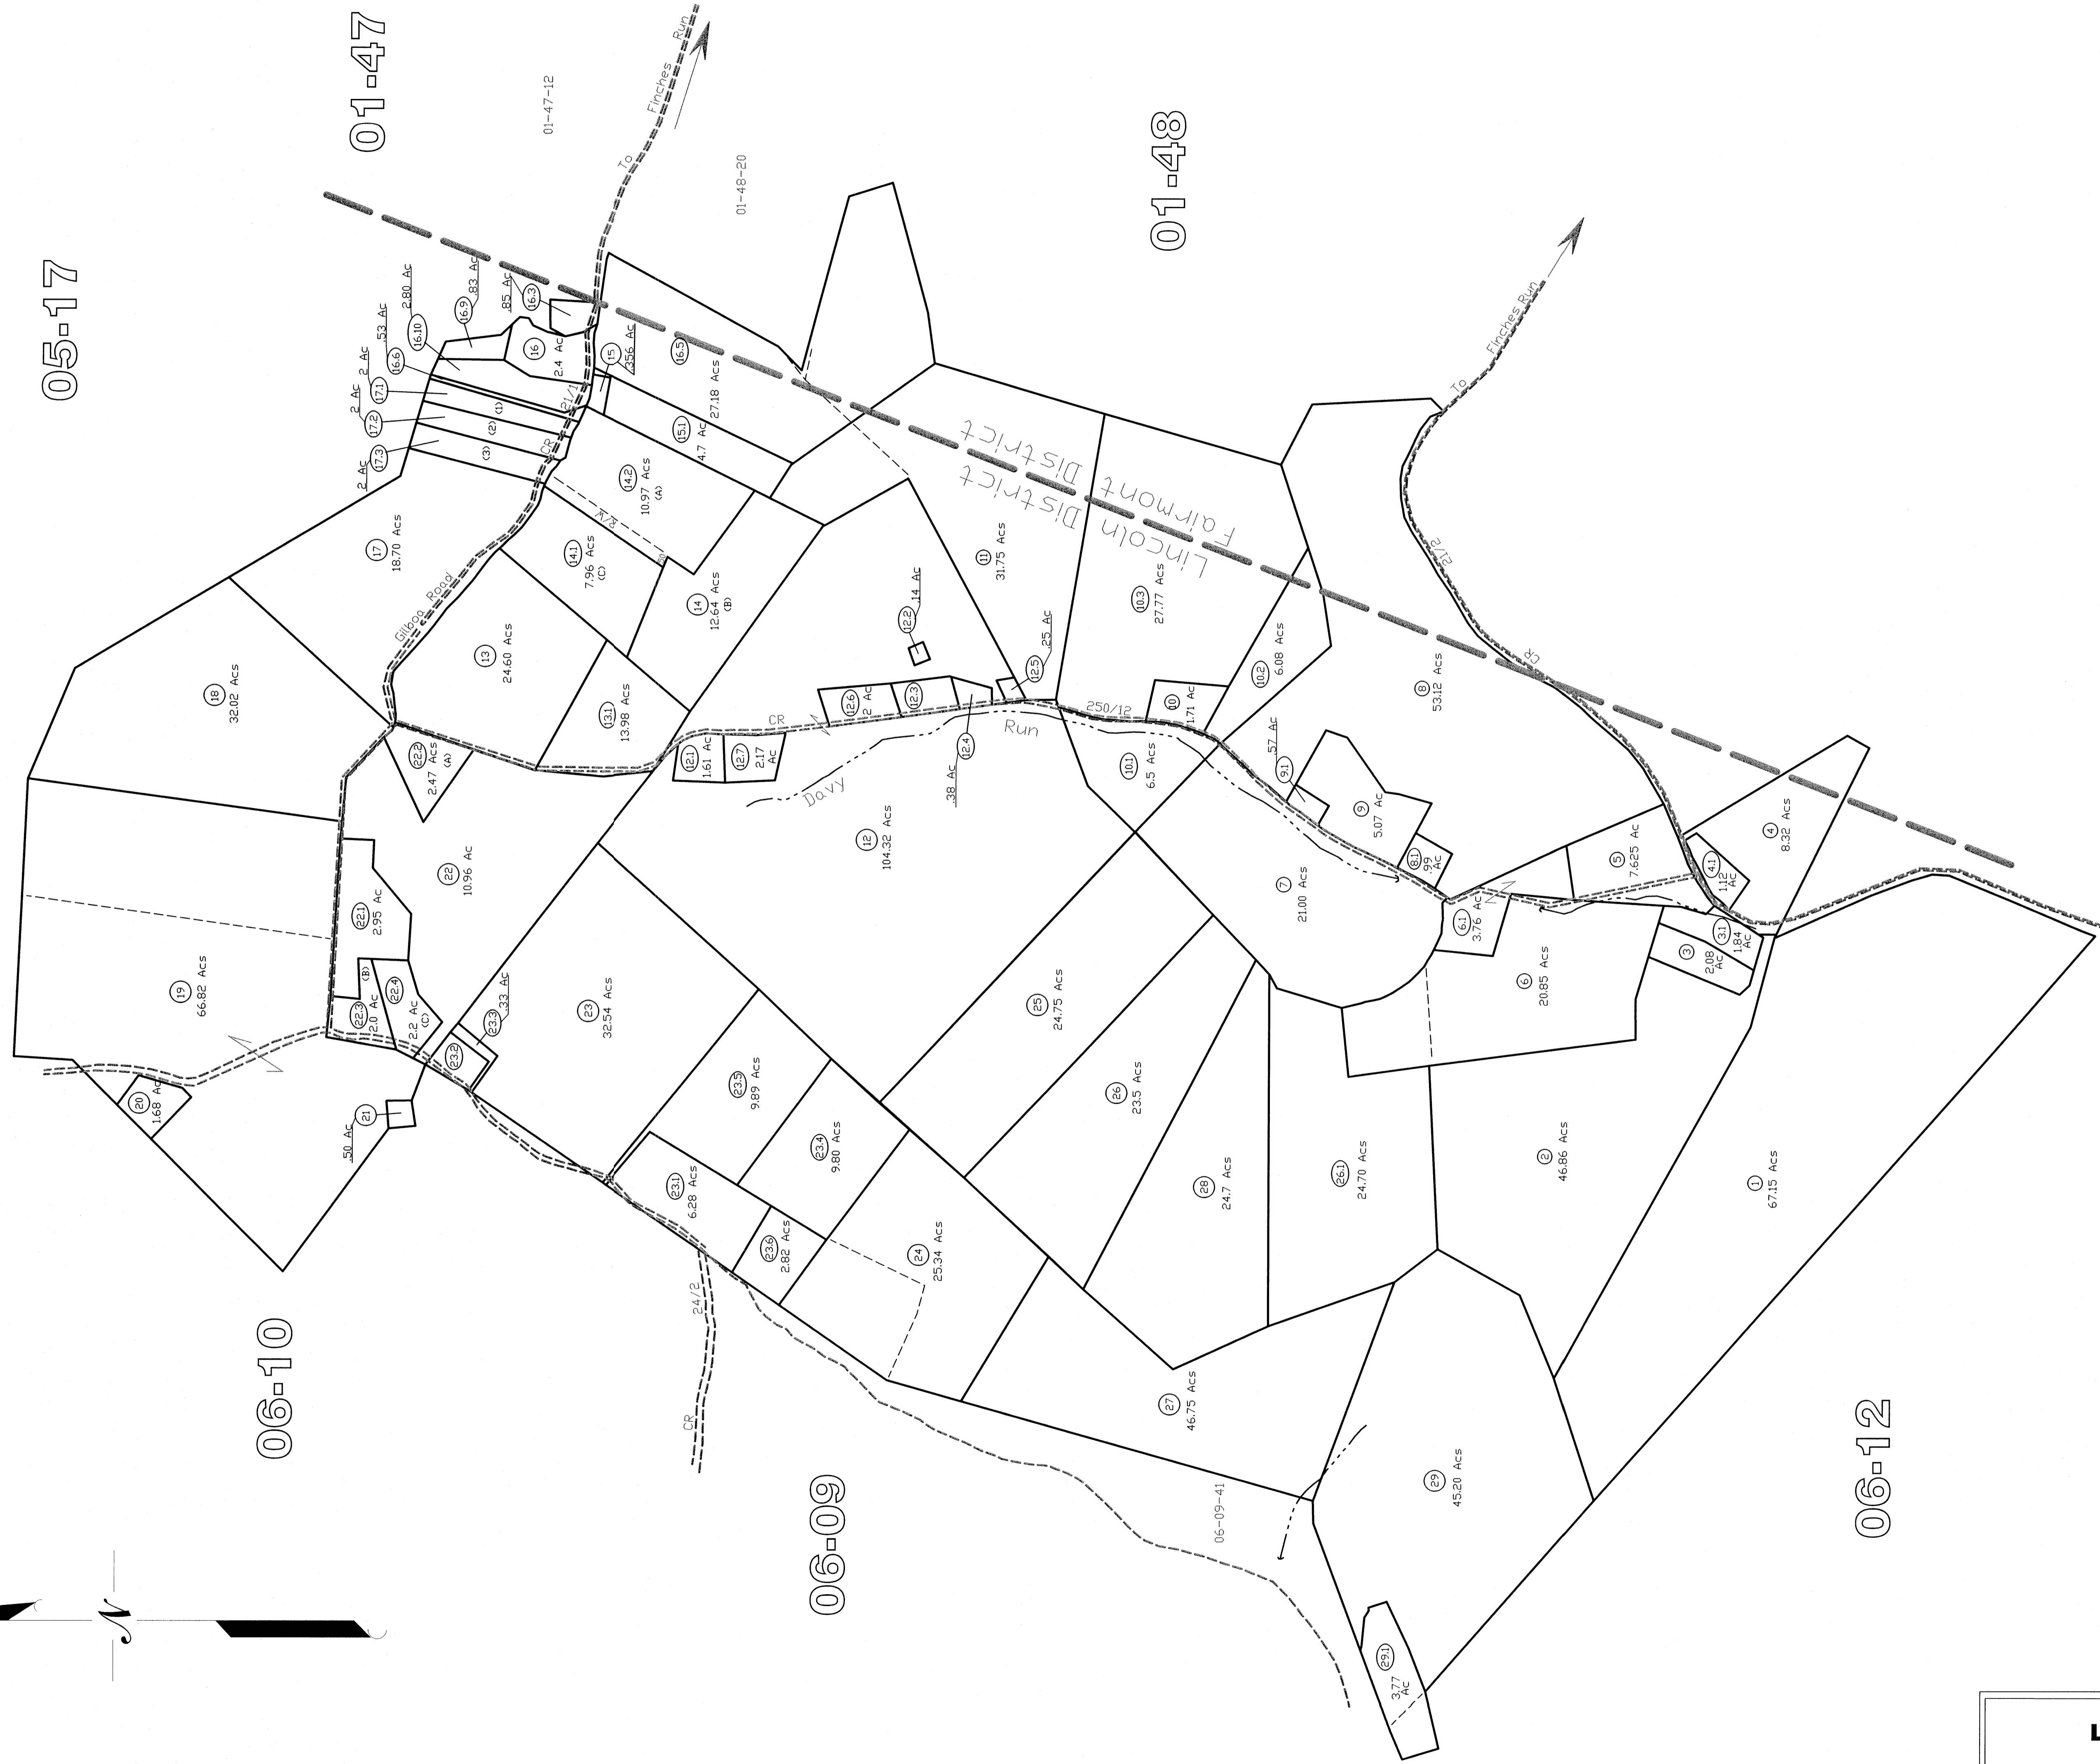 05-17
01-47
01-47-12
To
Finches
Run
01-48-20
01-48
06-10
06-09
06-09-41
06-12
N
18
32.02 Acs
19
66.82 Acs
20
1.68 Ac
21
.50 Ac
17
18.70 Acs
17.3
2 Ac
(3)
17.2
2 Ac
(2)
17.1
2 Ac
(1)
16.6
.53 Ac
16.10
2.80 Ac
16.9
.83 Ac
16.3
.85 Ac
16
2.4 Ac
15
.356 Ac
16.5
27.18 Acs
15.1
4.7 Ac
21/1
CR
Gilboa Road
14.2
10.97 Acs
(A)
R/W
50
14.1
7.96 Acs
(C)
14
12.64 Acs
(B)
13
24.60 Acs
13.1
13.98 Acs
22.2
2.47 Acs
(A)
22
10.96 Ac
22.1
2.95 Ac
22.3
2.0 Ac
(B)
22.4
2.2 Ac
(C)
23.3
.33 Ac
23.2
23
32.54 Acs
23.5
9.89 Acs
23.4
9.80 Acs
23.1
6.28 Acs
23.6
2.82 Acs
24
25.34 Acs
24/2
CR
12.1
1.61 Ac
12.7
2.17
Ac
CR
12.6
2 Ac
12.3
12.4
.38 Ac
12.2
.14 Ac
12.5
.25 Ac
12
104.32 Acs
Davy
Run
250/12
11
31.75 Acs
Lincoln District
Fairmont District
10.3
27.77 Acs
10
1.71 Ac
10.2
6.08 Acs
10.1
6.5 Acs
9.1
.57 Ac
9
5.07 Ac
8
53.12 Acs
8.1
.99
Ac
7
21.00 Acs
25
24.75 Acs
26
23.5 Acs
28
24.7 Acs
26.1
24.70 Acs
27
46.75 Acs
29
45.20 Acs
29.1
3.77
Ac
6.1
3.76 Ac
6
20.85 Acs
5
7.625 Ac
4
8.32 Acs
4.1
1.12
Ac
3.1
1.84
Ac
3
2.08
Ac
2
46.86 Acs
1
67.15 Acs
21/2
CR
To
Finches Run